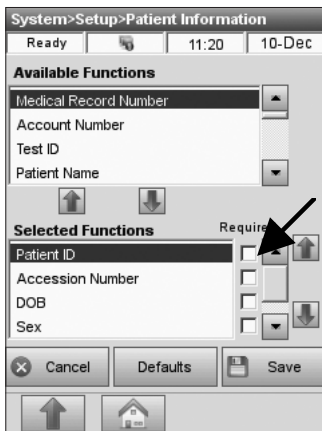 System>Setup>Patient Information
Ready 11:20 10-Dec
Available Functions
Medical Record Number
Account Number
Test ID
Patient Name
Selected Functions Require
Patient ID
Accession Number
DOB
Sex
Cancel Defaults Save